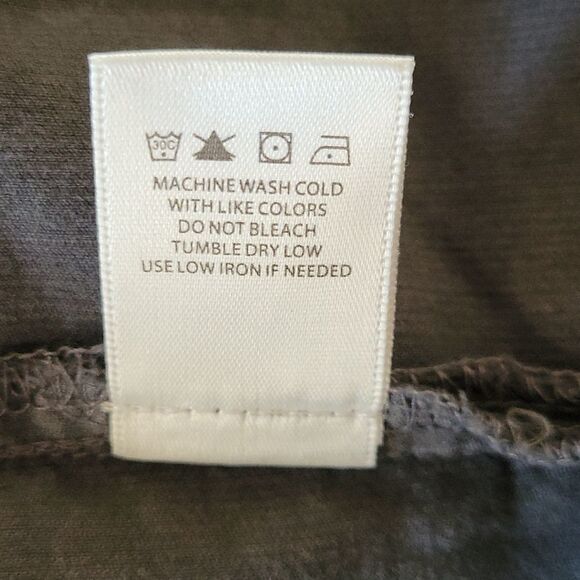 30C
MACHINE WASH COLD
WITH LIKE COLORS
DO NOT BLEACH
TUMBLE DRY LOW
USE LOW IRON IF NEEDED